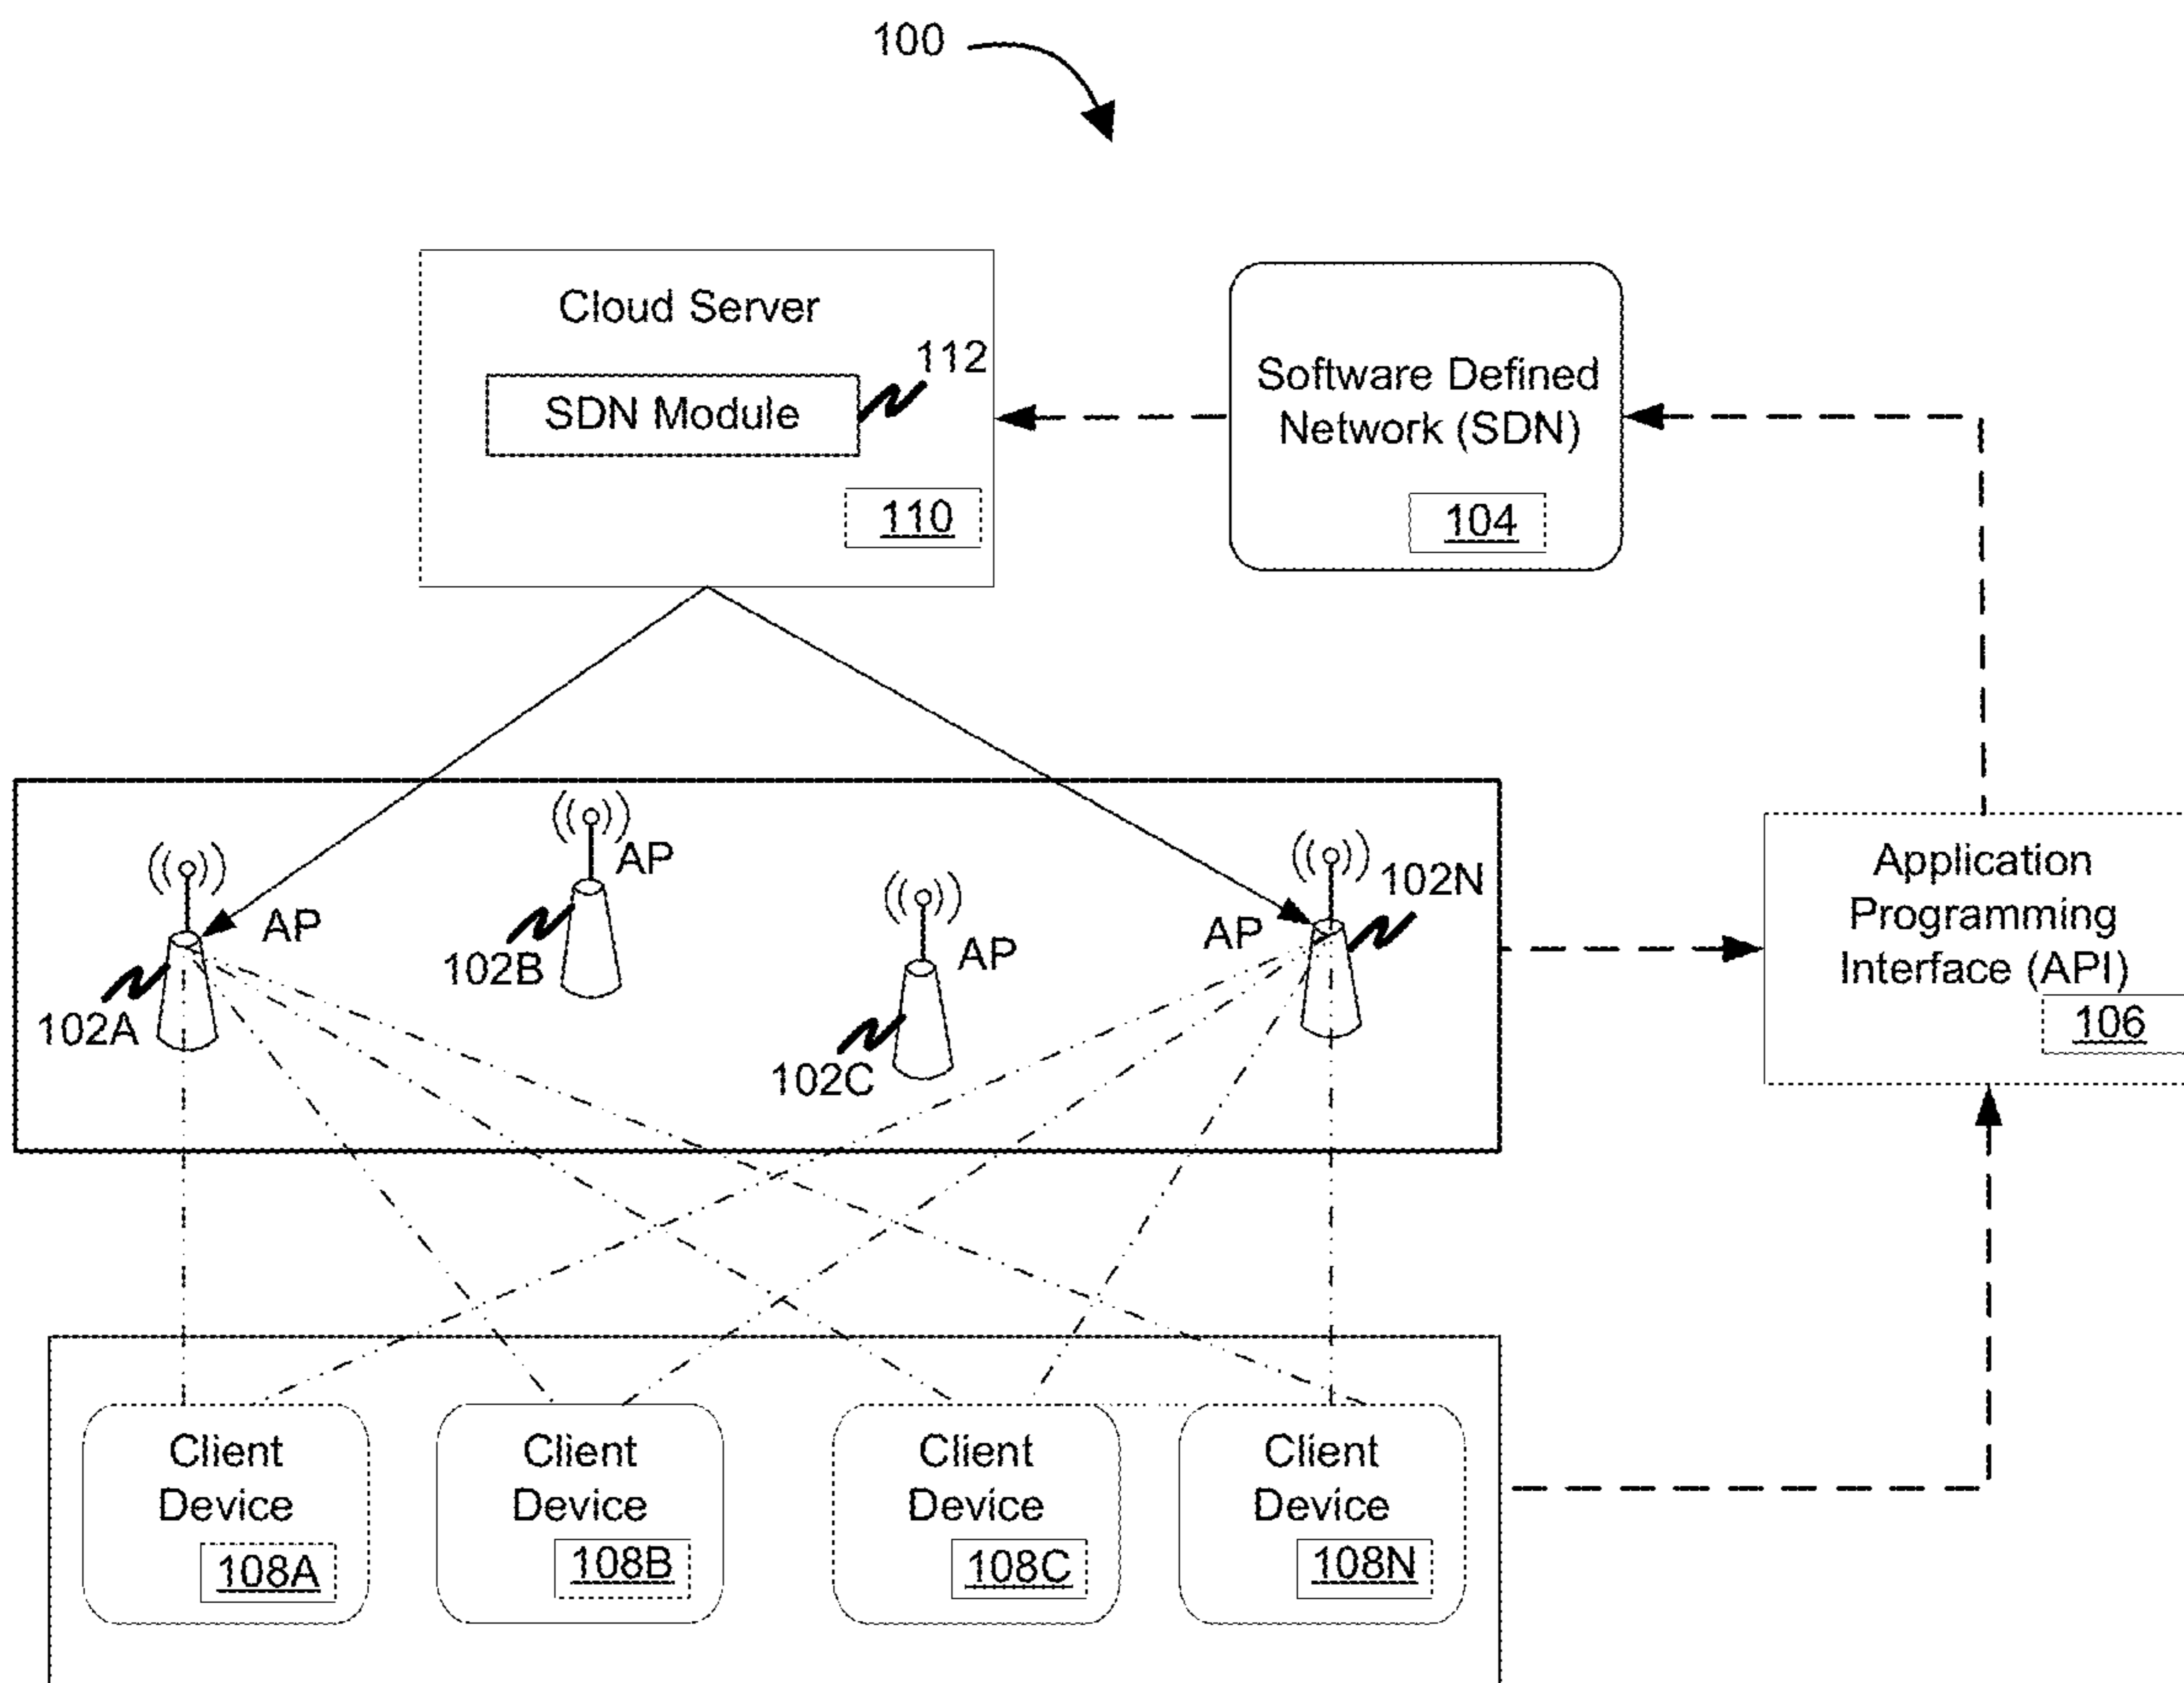 100
Cloud Server
112
SDN Module
110
Software Defined
Network (SDN)
104
AP
102A
AP
102B
AP
102C
AP
102N
Application
Programming
Interface (API)
106
Client
Device
108A
Client
Device
108B
Client
Device
108C
Client
Device
108N